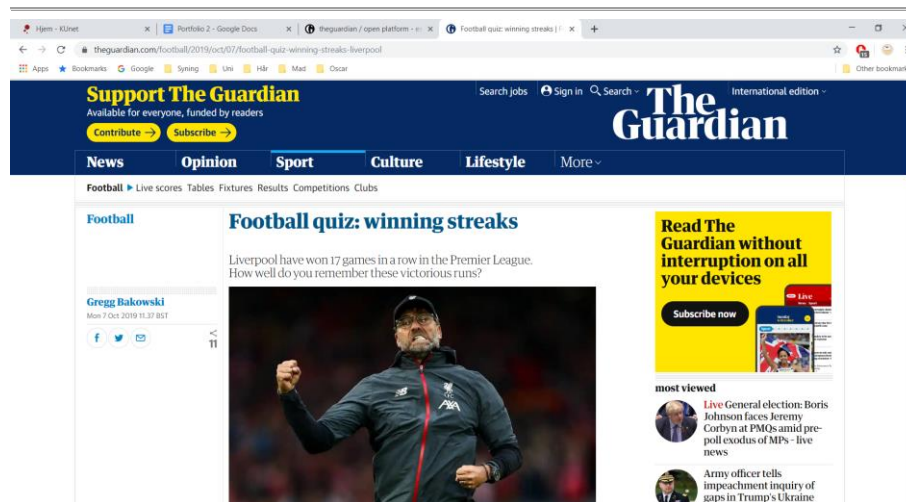 Hjem - KUnet
Portfolio 2 - Google Docs
theguardian / open platform - e
Football quiz: winning streaks | F
theguardian.com/football/2019/oct/07/football-quiz-winning-streaks-liverpool
Apps Bookmarks Google Syning Uni Hår Mad Oscar Other bookmark
Support The Guardian
Available for everyone, funded by readers
Contribute → Subscribe →
Search jobs Sign in Search
International edition
The
Guardian
News Opinion Sport Culture Lifestyle More
Football Live scores Tables Fixtures Results Competitions Clubs
Football
Football quiz: winning streaks
Liverpool have won 17 games in a row in the Premier League.
How well do you remember these victorious runs?
Gregg Bakowski
Mon 7 Oct 2019 11.37 BST
11
AXA
Read The
Guardian without
interruption on all
your devices
Subscribe now
Live
most viewed
Live General election: Boris
Johnson faces Jeremy
Corbyn at PMQs amid pre-
poll exodus of MPs – live
news
Army officer tells
impeachment inquiry of
gaps in Trump's Ukraine